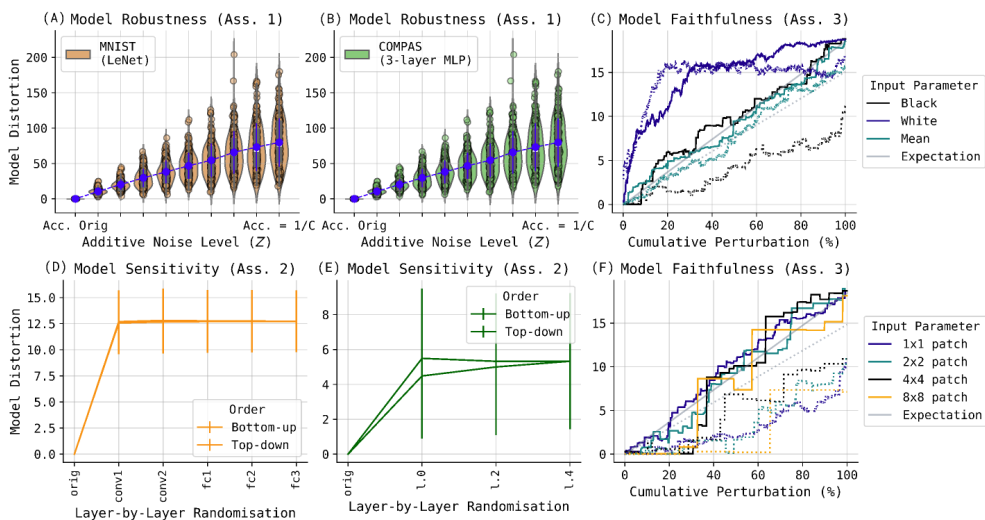 (A) Model Robustness (Ass. 1)
MNIST
(LeNet)
Model Distortion
200
150
100
50
0
Acc. Orig
Acc. = 1/C
Additive Noise Level (Z)
(B) Model Robustness (Ass. 1)
COMPAS
(3-layer MLP)
200
150
100
50
0
Acc. Orig
Acc. = 1/C
Additive Noise Level (Z)
(C) Model Faithfulness (Ass. 3)
15
10
5
0
0 20 40 60 80 100
Cumulative Perturbation (%)
Input Parameter
Black
White
Mean
Expectation
(D) Model Sensitivity (Ass. 2)
Model Distortion
15.0
12.5
10.0
7.5
5.0
2.5
0.0
Order
Bottom-up
Top-down
orig conv1 conv2 fc1 fc2 fc3
Layer-by-Layer Randomisation
(E) Model Sensitivity (Ass. 2)
8
6
4
2
0
Order
Bottom-up
Top-down
orig l.0 l.2 l.4
Layer-by-Layer Randomisation
(F) Model Faithfulness (Ass. 3)
15
10
5
0
0 20 40 60 80 100
Cumulative Perturbation (%)
Input Parameter
1x1 patch
2x2 patch
4x4 patch
8x8 patch
Expectation